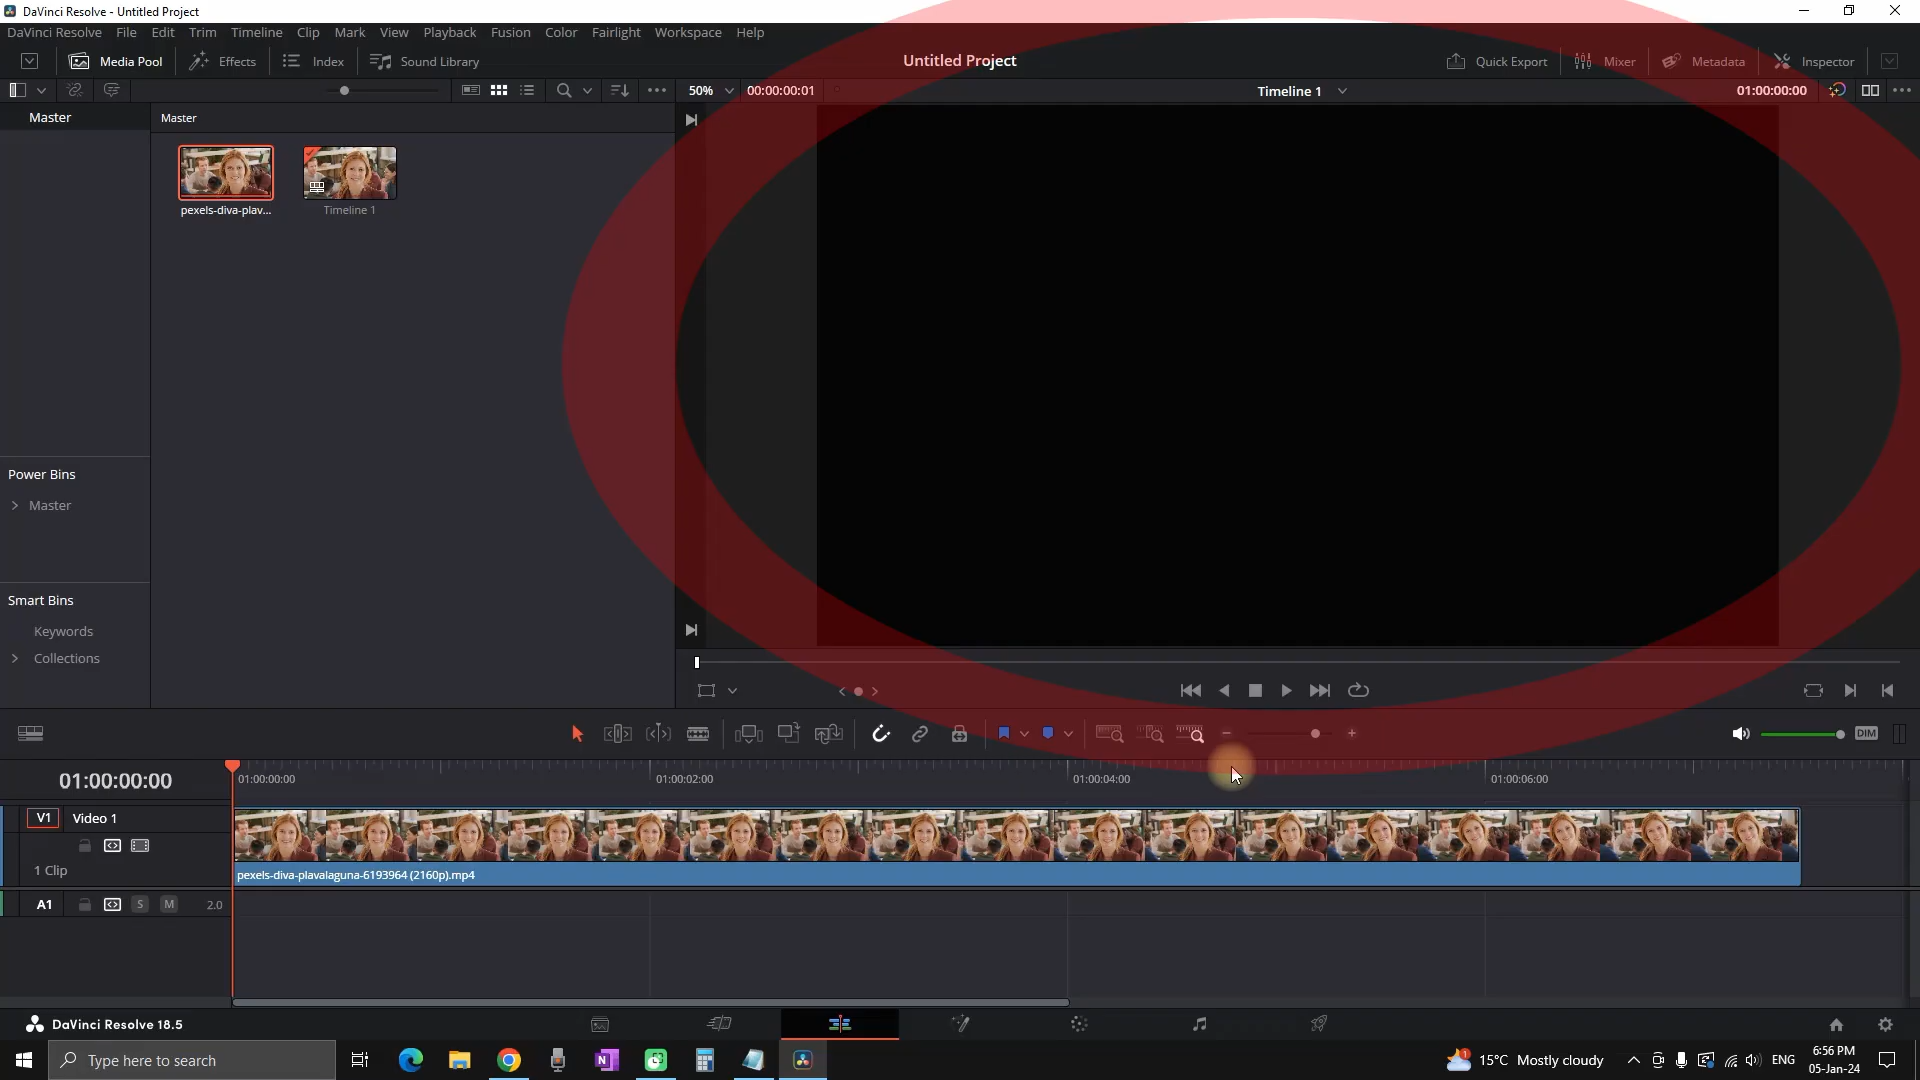 DaVinci Resolve - Untitled Project
DaVinci Resolve File Edit Trim Timeline Clip Mark View Playback Fusion Color Fairlight Workspace Help
Media Pool Effects Index Sound Library Untitled Project Quick Export Mixer Metadata Inspector
50% 00:00:00:01 Timeline 1 01:00:00:00
Master Master
pexels-diva-plav... Timeline 1
Power Bins
Master
Smart Bins
Keywords
Collections
DIM
01:00:00:00 01:00:00:00 01:00:02:00 01:00:04:00 01:00:06:00
V1 Video 1
1 Clip
pexels-diva-plavalaguna-6193964 (2160p).mp4
A1 S M 2.0
DaVinci Resolve 18.5
Type here to search
1 15°C Mostly cloudy ENG 6:56 PM
05-Jan-24